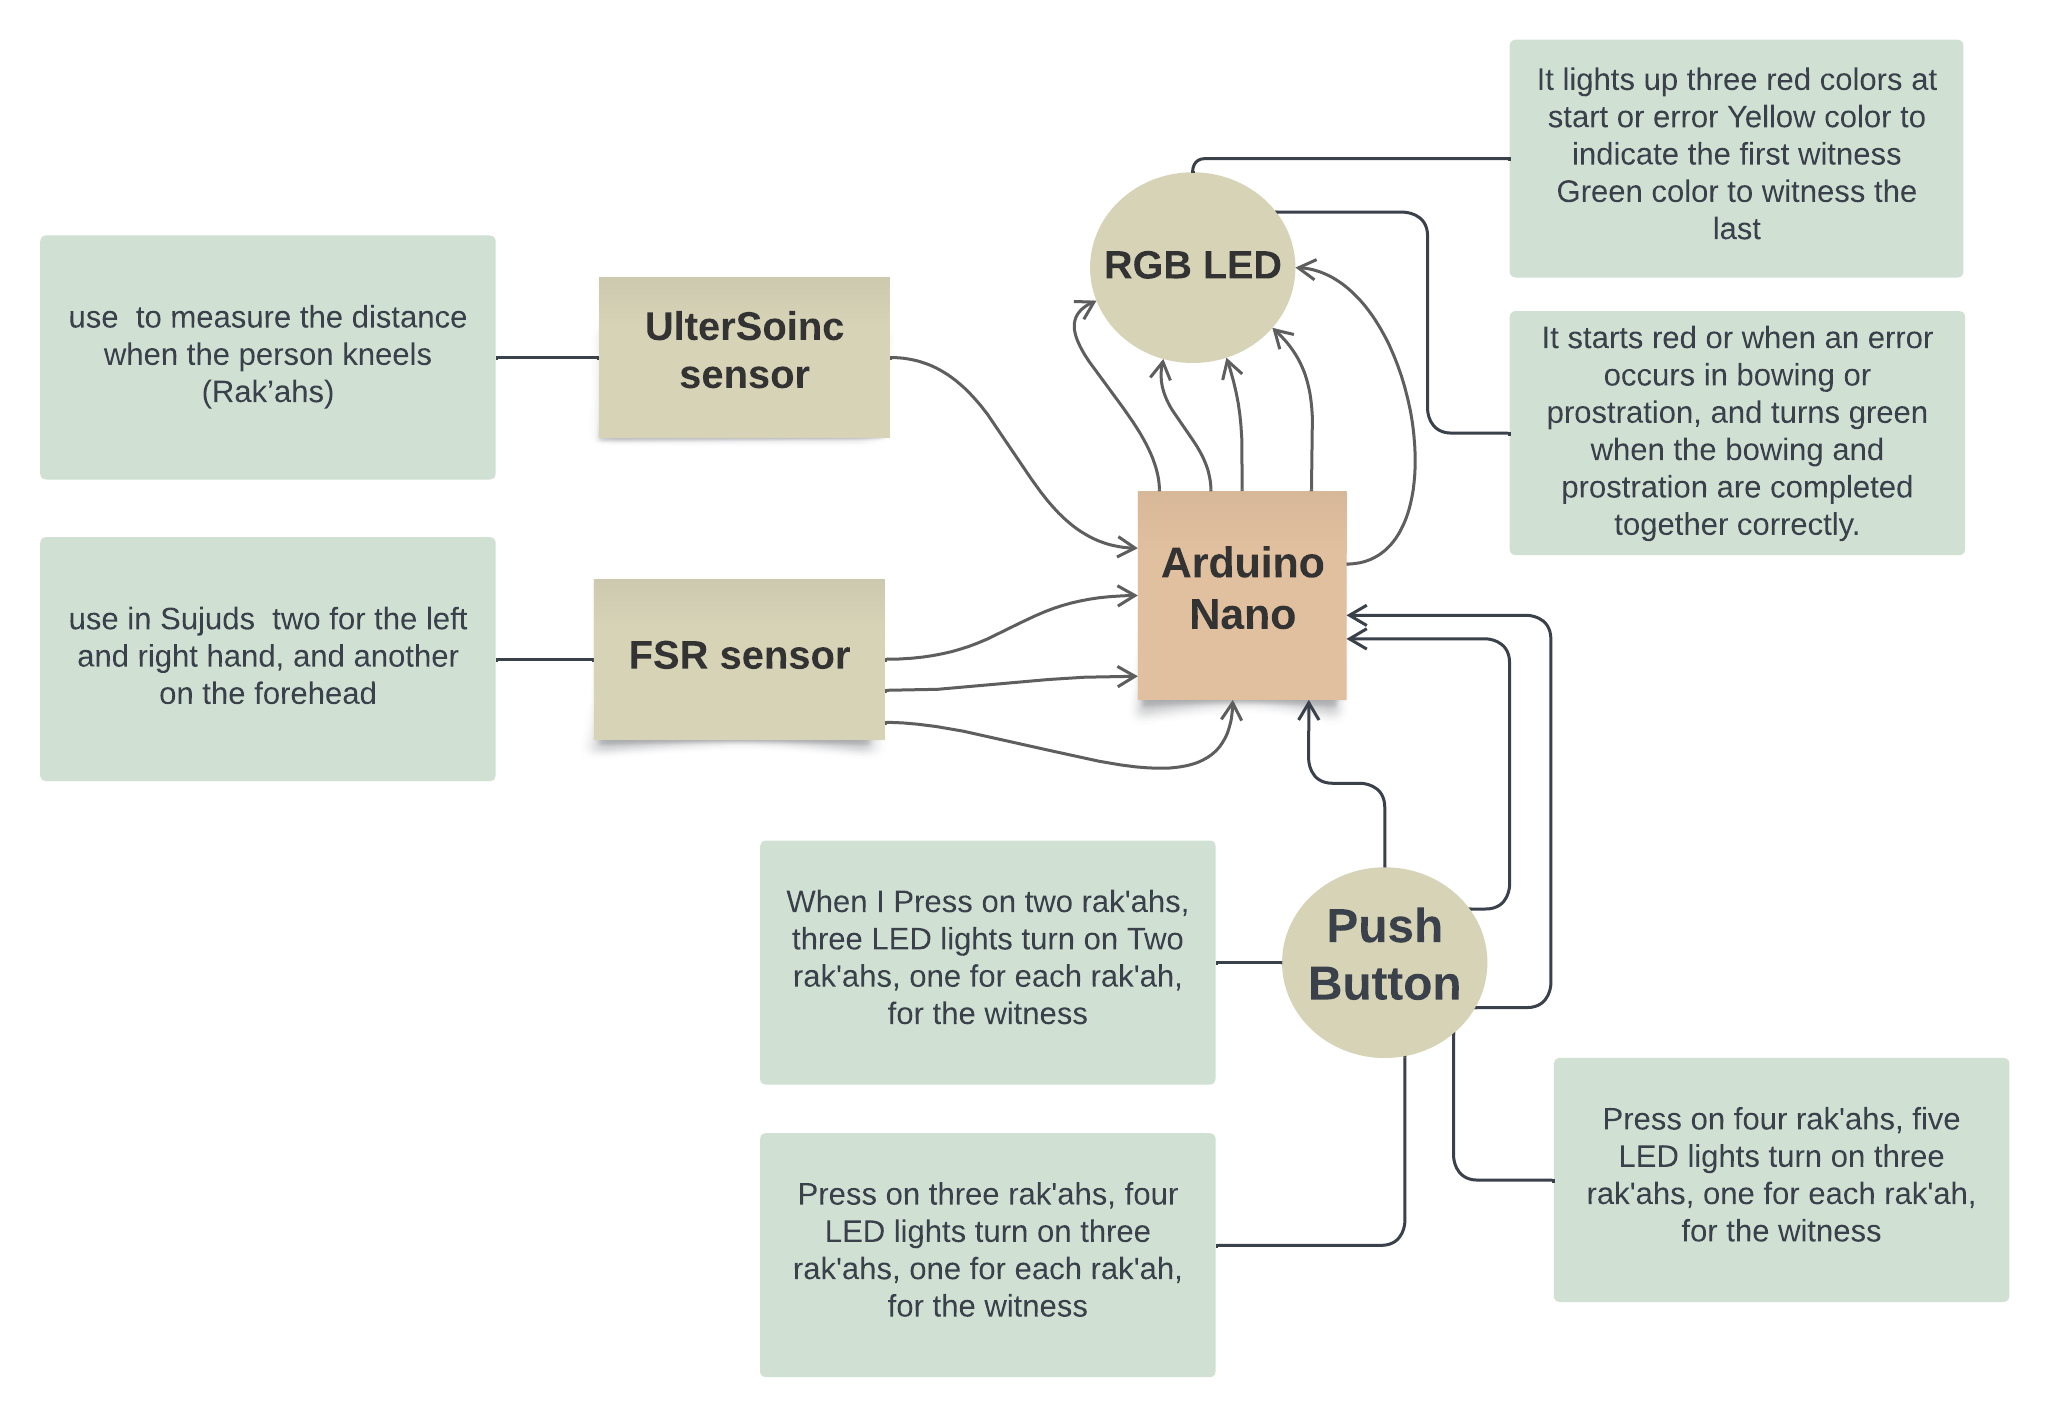 It lights up three red colors at
start or error Yellow color to
indicate the first witness
Green color to witness the
last
RGB LED
use  to measure the distance
when the person kneels
(Rak’ahs)
UlterSoinc
sensor
It starts red or when an error
occurs in bowing or
prostration, and turns green
when the bowing and
prostration are completed
together correctly.
Arduino
Nano
use in Sujuds  two for the left
and right hand, and another
on the forehead
FSR sensor
When I Press on two rak'ahs,
three LED lights turn on Two
rak'ahs, one for each rak'ah,
for the witness
Push
Button
Press on three rak'ahs, four
LED lights turn on three
rak'ahs, one for each rak'ah,
for the witness
Press on four rak'ahs, five
LED lights turn on three
rak'ahs, one for each rak'ah,
for the witness